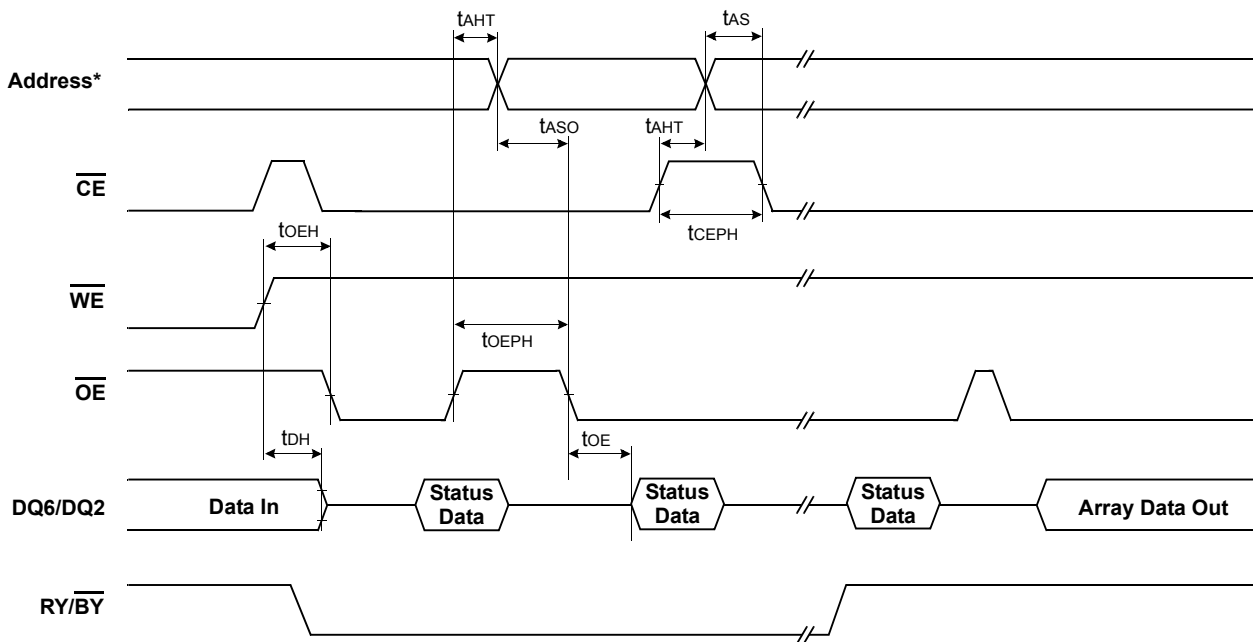 tAHT
tAS
Address*
tASO
tAHT
CE
tOEH
tCEPH
WE
tOEPH
OE
tDH
tOE
DQ6/DQ2
Data In
Status
Data
Status
Data
Status
Data
Array Data Out
RY/BY